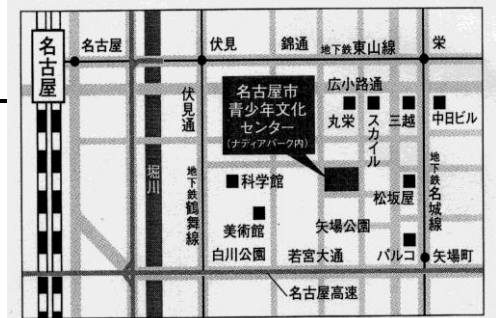 名古屋
名古屋
伏見
錦通
地下鉄東山線
栄
伏見通
名古屋市
青少年文化
センター
(ナディアパーク内)
広小路通
丸栄
スカイル
三越
中日ビル
堀川
地下鉄鶴舞線
科学館
美術館
白川公園
矢場公園
松坂屋
地下鉄名城線
若宮大通
パルコ
矢場町
名古屋高速